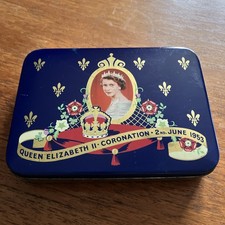 QUEEN ELIZABETH II · CORONATION · 2ND. JUNE 1953